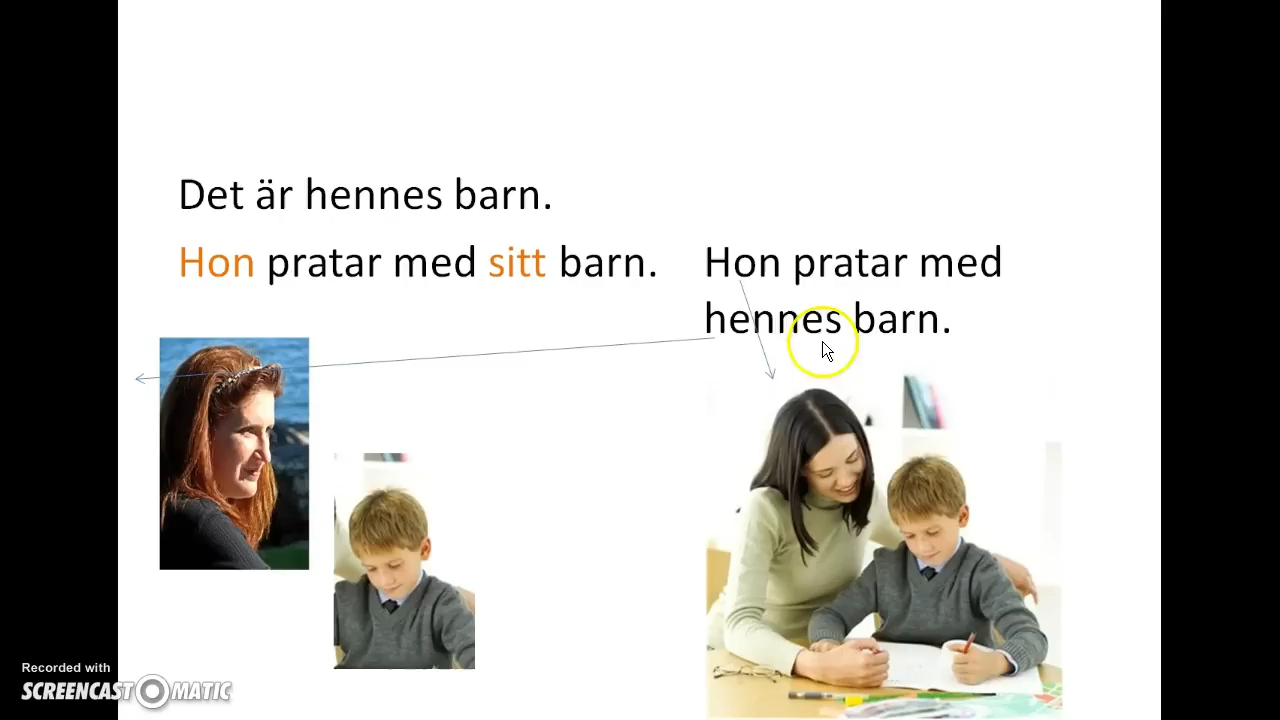 Det är hennes barn.
Hon pratar med sitt barn.
Hon pratar med
hennes barn.
Recorded with
SCREENCAST-O-MATIC